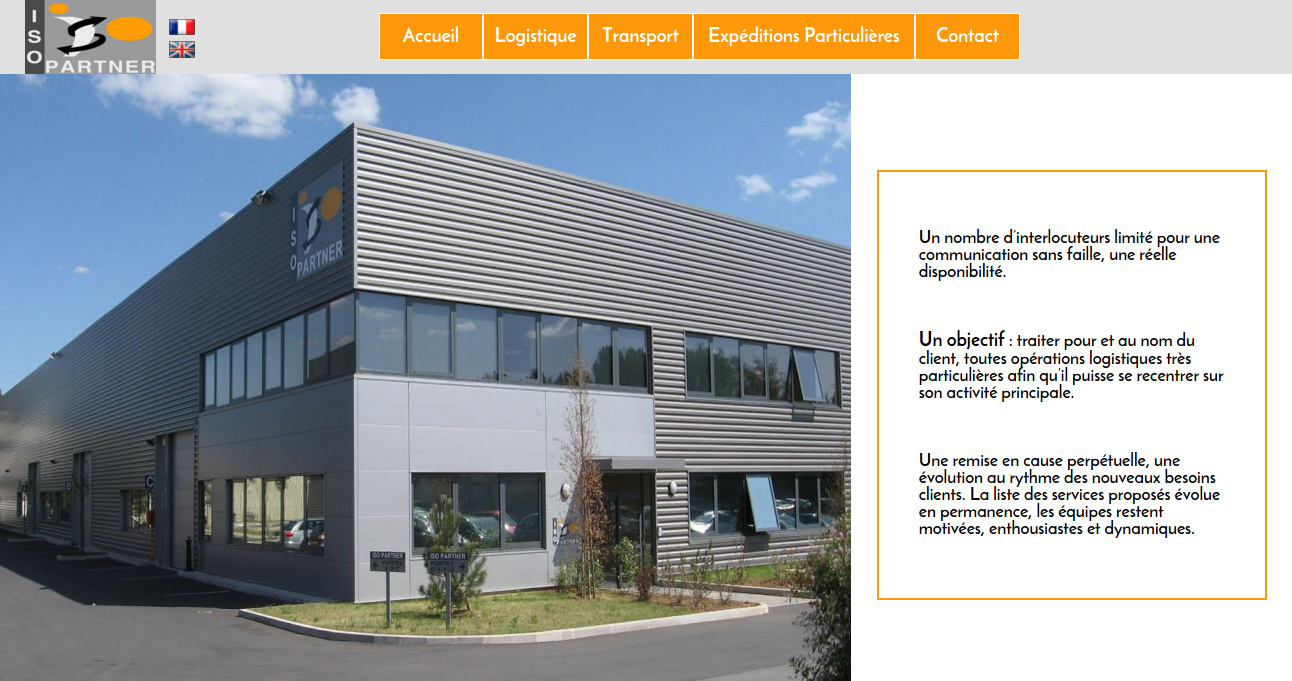 ISO
PARTNER
Accueil
Logistique
Transport
Expéditions Particulières
Contact
ISO
PARTNER
Un nombre d'interlocuteurs limité pour une
communication sans faille, une réelle
disponibilité.
Un objectif : traiter pour et au nom du
client, toutes opérations logistiques très
particulières afin qu'il puisse se recentrer sur
son activité principale.
Une remise en cause perpétuelle, une
évolution au rythme des nouveaux besoins
clients. La liste des services proposés évolue
en permanence, les équipes restent
motivées, enthousiastes et dynamiques.
C
ISO PARTNER
PORTES
ISO PARTNER
PORTES